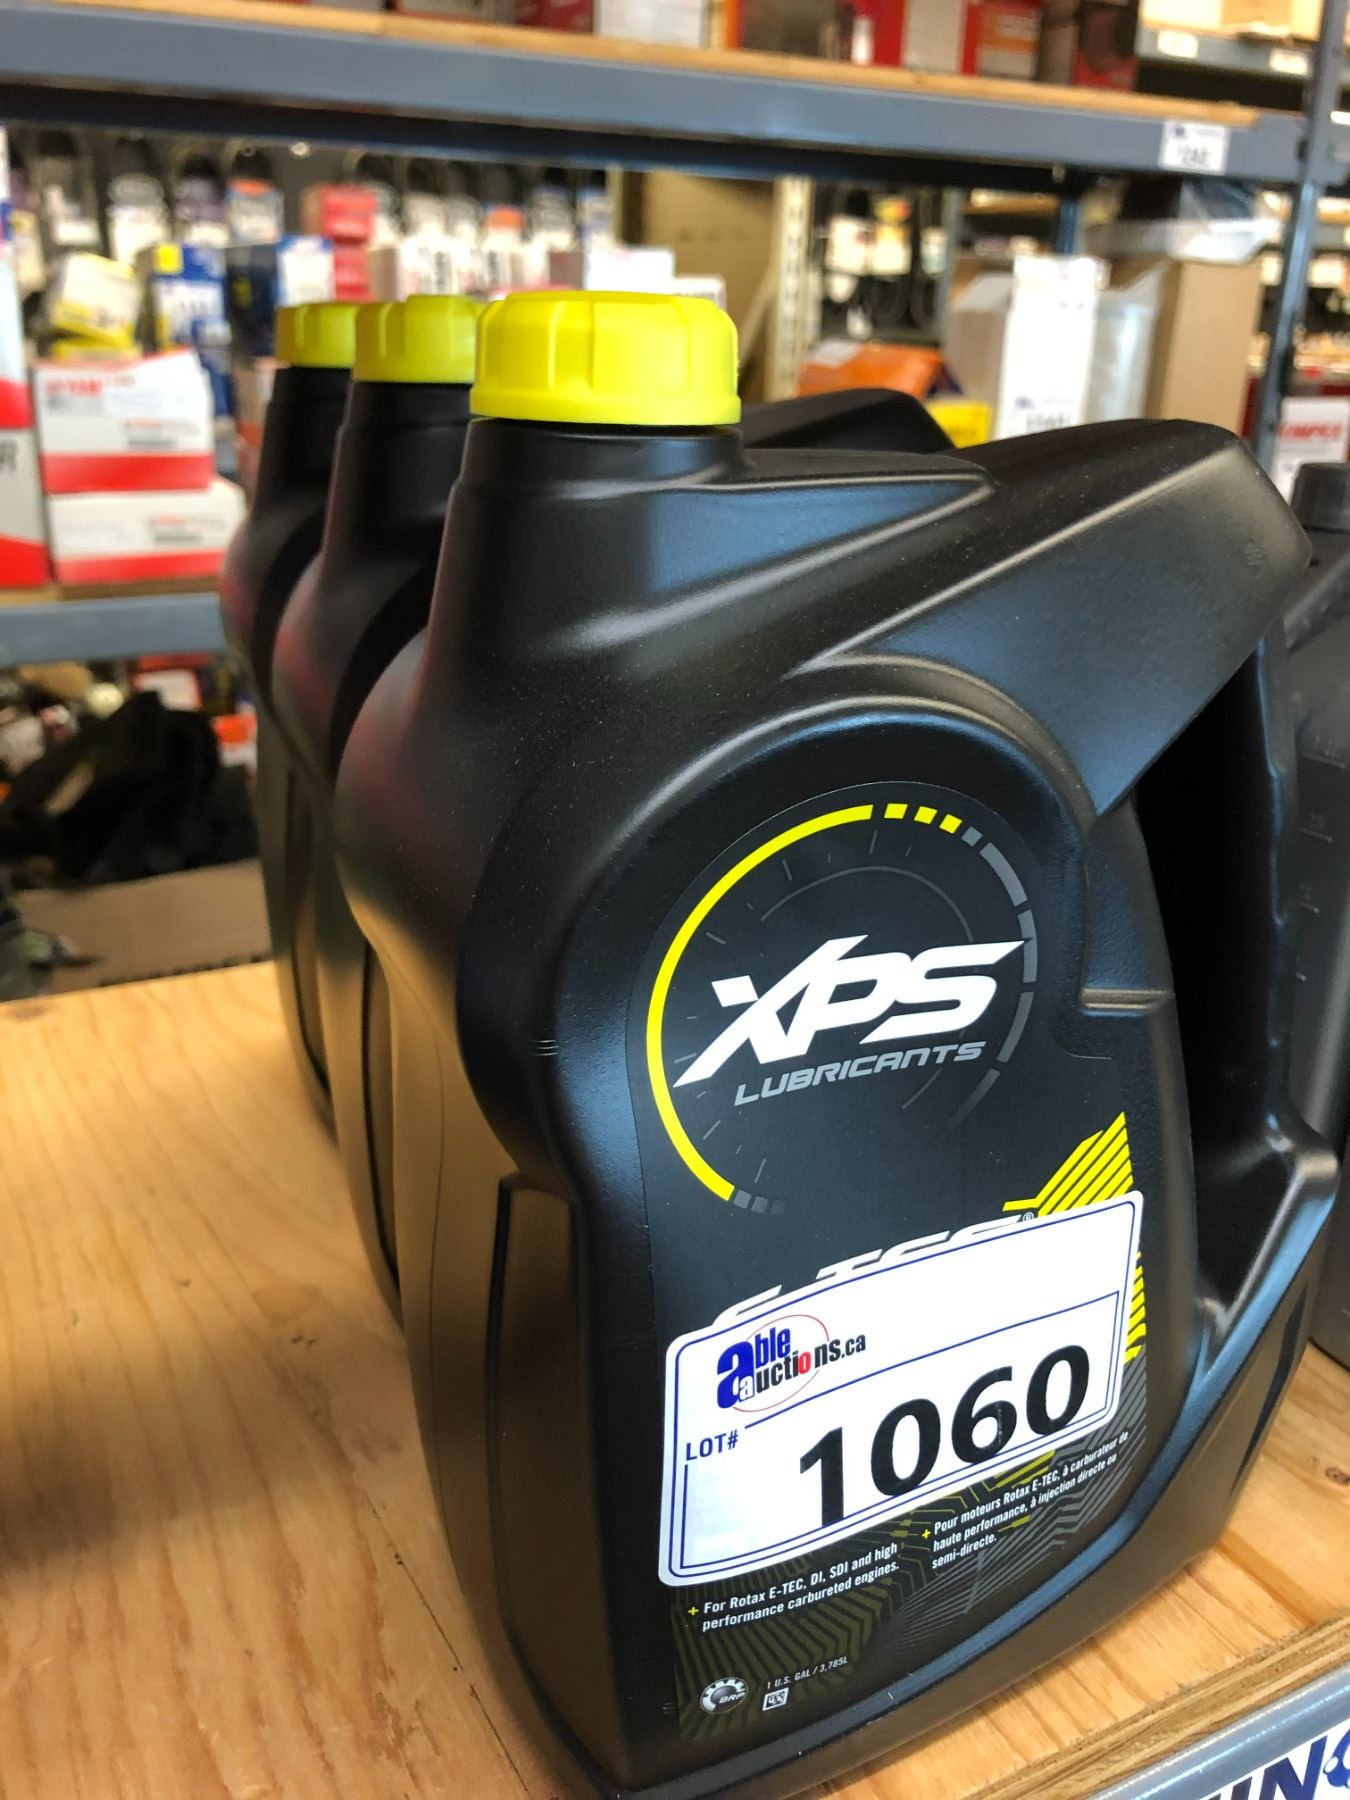 XPS
LUBRICANTS
able
auctions.ca
LOT#
1060
+ For Rotax E-TEC, DI, SDI and high
performance carbureted engines.
+ Pour moteurs Rotax E-TEC, à carburateur de
haute performance, à injection directe ou
semi-directe.
BRP
1 U.S. GAL / 3,785L